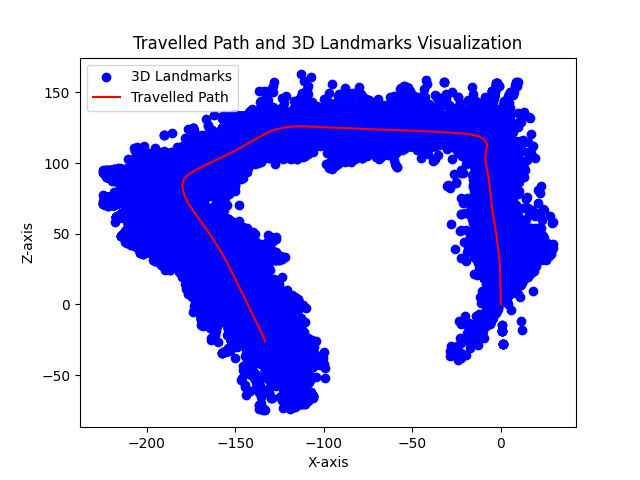 Travelled Path and 3D Landmarks Visualization
3D Landmarks
Travelled Path
150
100
50
0
−50
Z-axis
−200
−150
−100
−50
0
X-axis